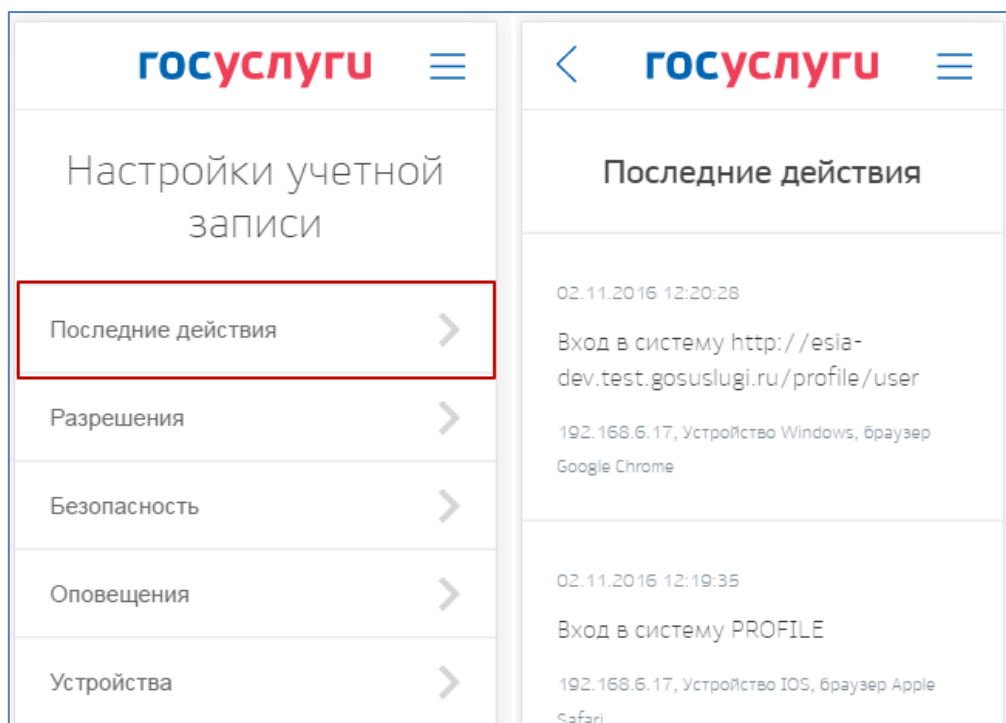 госуслуги
Настройки учетной
записи
Последние действия
Разрешения
Безопасность
Оповещения
Устройства
госуслуги
Последние действия
02.11.2016 12:20:28
Вход в систему http://esia-
dev.test.gosuslugi.ru/profile/user
192.168.6.17, Устройство Windows, браузер
Google Chrome
02.11.2016 12:19:35
Вход в систему PROFILE
192.168.6.17, Устройство IOS, браузер Apple
Safari